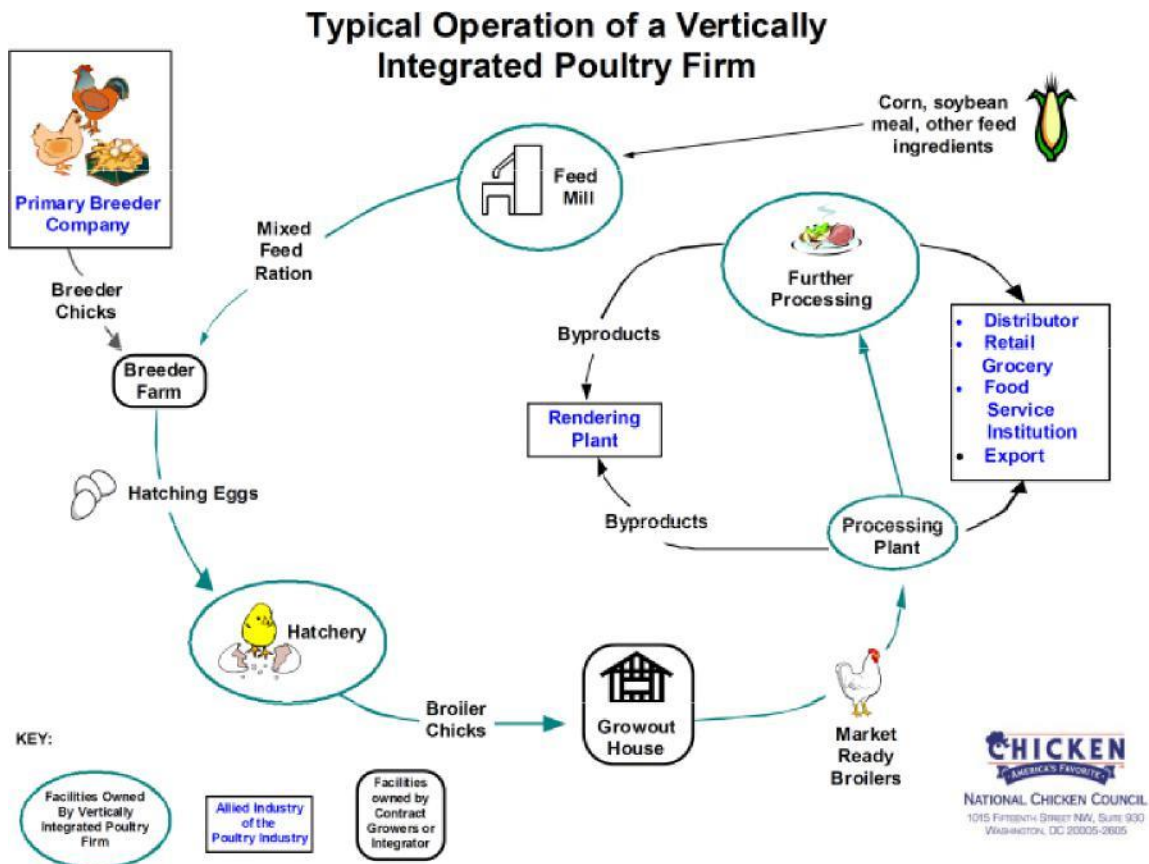 Typical Operation of a Vertically
Integrated Poultry Firm
Primary Breeder
Company
Breeder
Chicks
Mixed
Feed
Ration
Feed
Mill
Corn, soybean
meal, other feed
ingredients
Breeder
Farm
Further
Processing
Byproducts
Rendering
Plant
• Distributor
• Retail
Grocery
• Food
Service
Institution
• Export
Hatching Eggs
Byproducts
Processing
Plant
Hatchery
Broiler
Chicks
Growout
House
Market
Ready
Broilers
KEY:
Facilities Owned
By Vertically
Integrated Poultry
Firm
Allied Industry
of the
Poultry Industry
Facilities
owned by
Contract
Growers or
Integrator
CHICKEN
AMERICA'S FAVORITE
NATIONAL CHICKEN COUNCIL
1015 FIFTEENTH STREET NW, SUITE 930
WASHINGTON, DC 20005-2605